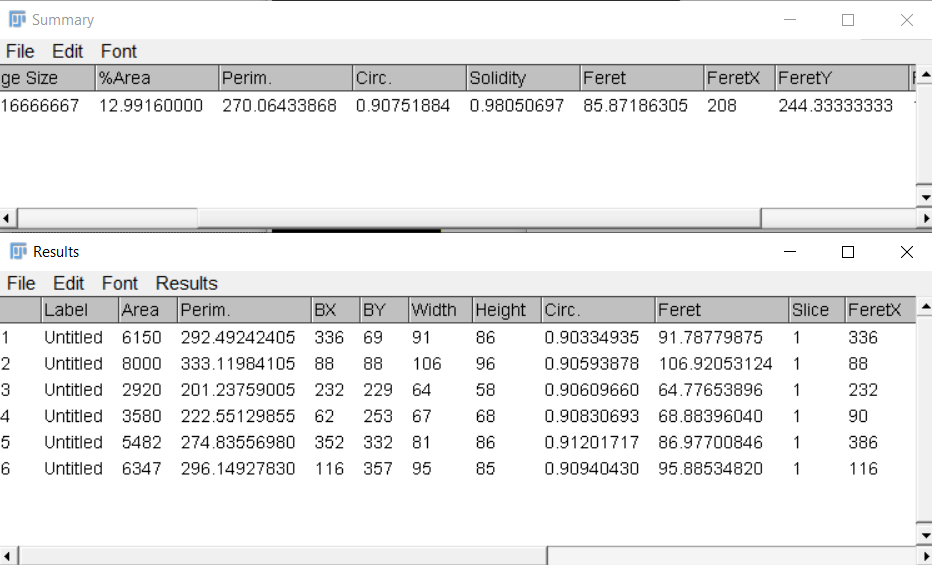 Summary
File Edit Font
ge Size %Area Perim. Circ. Solidity Feret FeretX FeretY F
16666667 12.99160000 270.06433868 0.90751884 0.98050697 85.87186305 208 244.33333333
Results
File Edit Font Results
Label Area Perim. BX BY Width Height Circ. Feret Slice FeretX
1 Untitled 6150 292.49242405 336 69 91 86 0.90334935 91.78779875 1 336
2 Untitled 8000 333.11984105 88 88 106 96 0.90593878 106.92053124 1 88
3 Untitled 2920 201.23759005 232 229 64 58 0.90609660 64.77653896 1 232
4 Untitled 3580 222.55129855 62 253 67 68 0.90830693 68.88396040 1 90
5 Untitled 5482 274.83556980 352 332 81 86 0.91201717 86.97700846 1 386
6 Untitled 6347 296.14927830 116 357 95 85 0.90940430 95.88534820 1 116